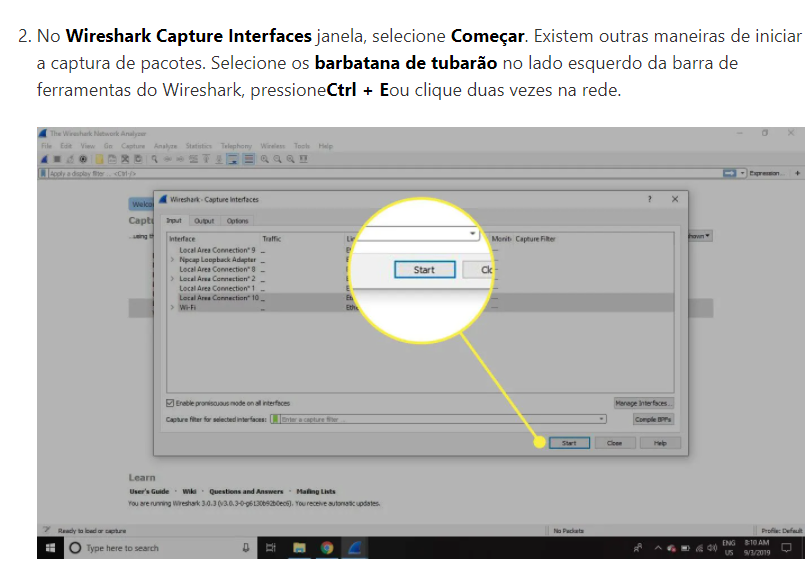 2. No Wireshark Capture Interfaces janela, selecione Começar. Existem outras maneiras de iniciar
a captura de pacotes. Selecione os barbatana de tubarão no lado esquerdo da barra de
ferramentas do Wireshark, pressioneCtrl + Eou clique duas vezes na rede.
The Wireshark Network Analyzer
File Edit View Go Capture Analyze Statistics Telephony Wireless Tools Help
Apply a display filter ... <Ctrl-/>
Expression... +
Welco
Wireshark · Capture Interfaces
? ×
Capt
Input Output Options
...using th
Interface Traffic Lin Monit Capture Filter
Local Area Connection* 9
Npcap Loopback Adapter
Local Area Connection* 8
Local Area Connection* 2
Local Area Connection* 1
Local Area Connection* 10
Wi-Fi
Start Clo
Enable promiscuous mode on all interfaces
Manage Interfaces...
Capture filter for selected interfaces: Enter a capture filter ...
Compile BPFs
Start Close Help
Learn
User's Guide · Wiki · Questions and Answers · Mailing Lists
You are running Wireshark 3.0.3 (v3.0.3-0-g6130b92b0ec6). You receive automatic updates.
Ready to load or capture No Packets Profile: Default
Type here to search
ENG
US
8:10 AM
9/3/2019